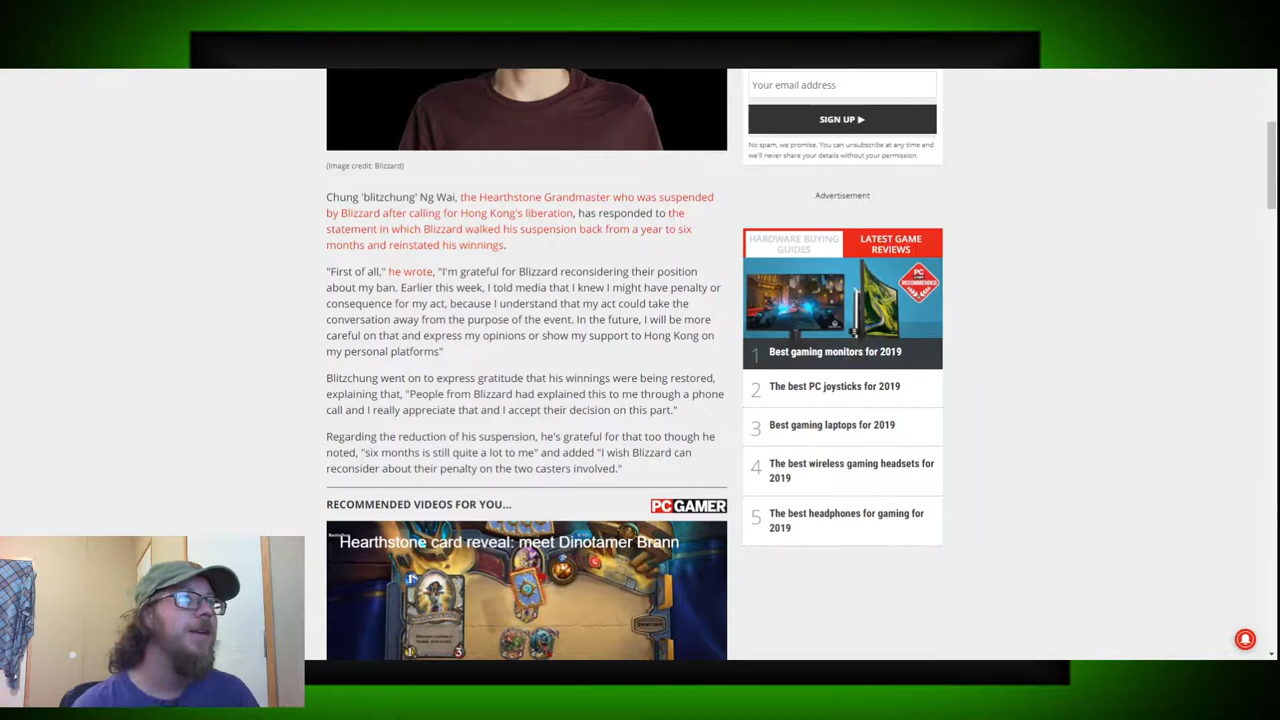 Your email address
SIGN UP ▶
No spam, we promise. You can unsubscribe at any time and
we'll never share your details without your permission.
(Image credit: Blizzard)
Chung 'blitzchung' Ng Wai, the Hearthstone Grandmaster who was suspended
by Blizzard after calling for Hong Kong's liberation, has responded to the
statement in which Blizzard walked his suspension back from a year to six
months and reinstated his winnings.
"First of all," he wrote, "I'm grateful for Blizzard reconsidering their position
about my ban. Earlier this week, I told media that I knew I might have penalty or
consequence for my act, because I understand that my act could take the
conversation away from the purpose of the event. In the future, I will be more
careful on that and express my opinions or show my support to Hong Kong on
my personal platforms"
Blitzchung went on to express gratitude that his winnings were being restored,
explaining that, "People from Blizzard had explained this to me through a phone
call and I really appreciate that and I accept their decision on this part."
Regarding the reduction of his suspension, he's grateful for that too though he
noted, "six months is still quite a lot to me" and added "I wish Blizzard can
reconsider about their penalty on the two casters involved."
RECOMMENDED VIDEOS FOR YOU...
PC GAMER
Hearthstone card reveal: meet Dinotamer Brann
Advertisement
HARDWARE BUYING
GUIDES
LATEST GAME
REVIEWS
PC GAMER
RECOMMENDED
1 Best gaming monitors for 2019
2 The best PC joysticks for 2019
3 Best gaming laptops for 2019
4 The best wireless gaming headsets for
2019
5 The best headphones for gaming for
2019